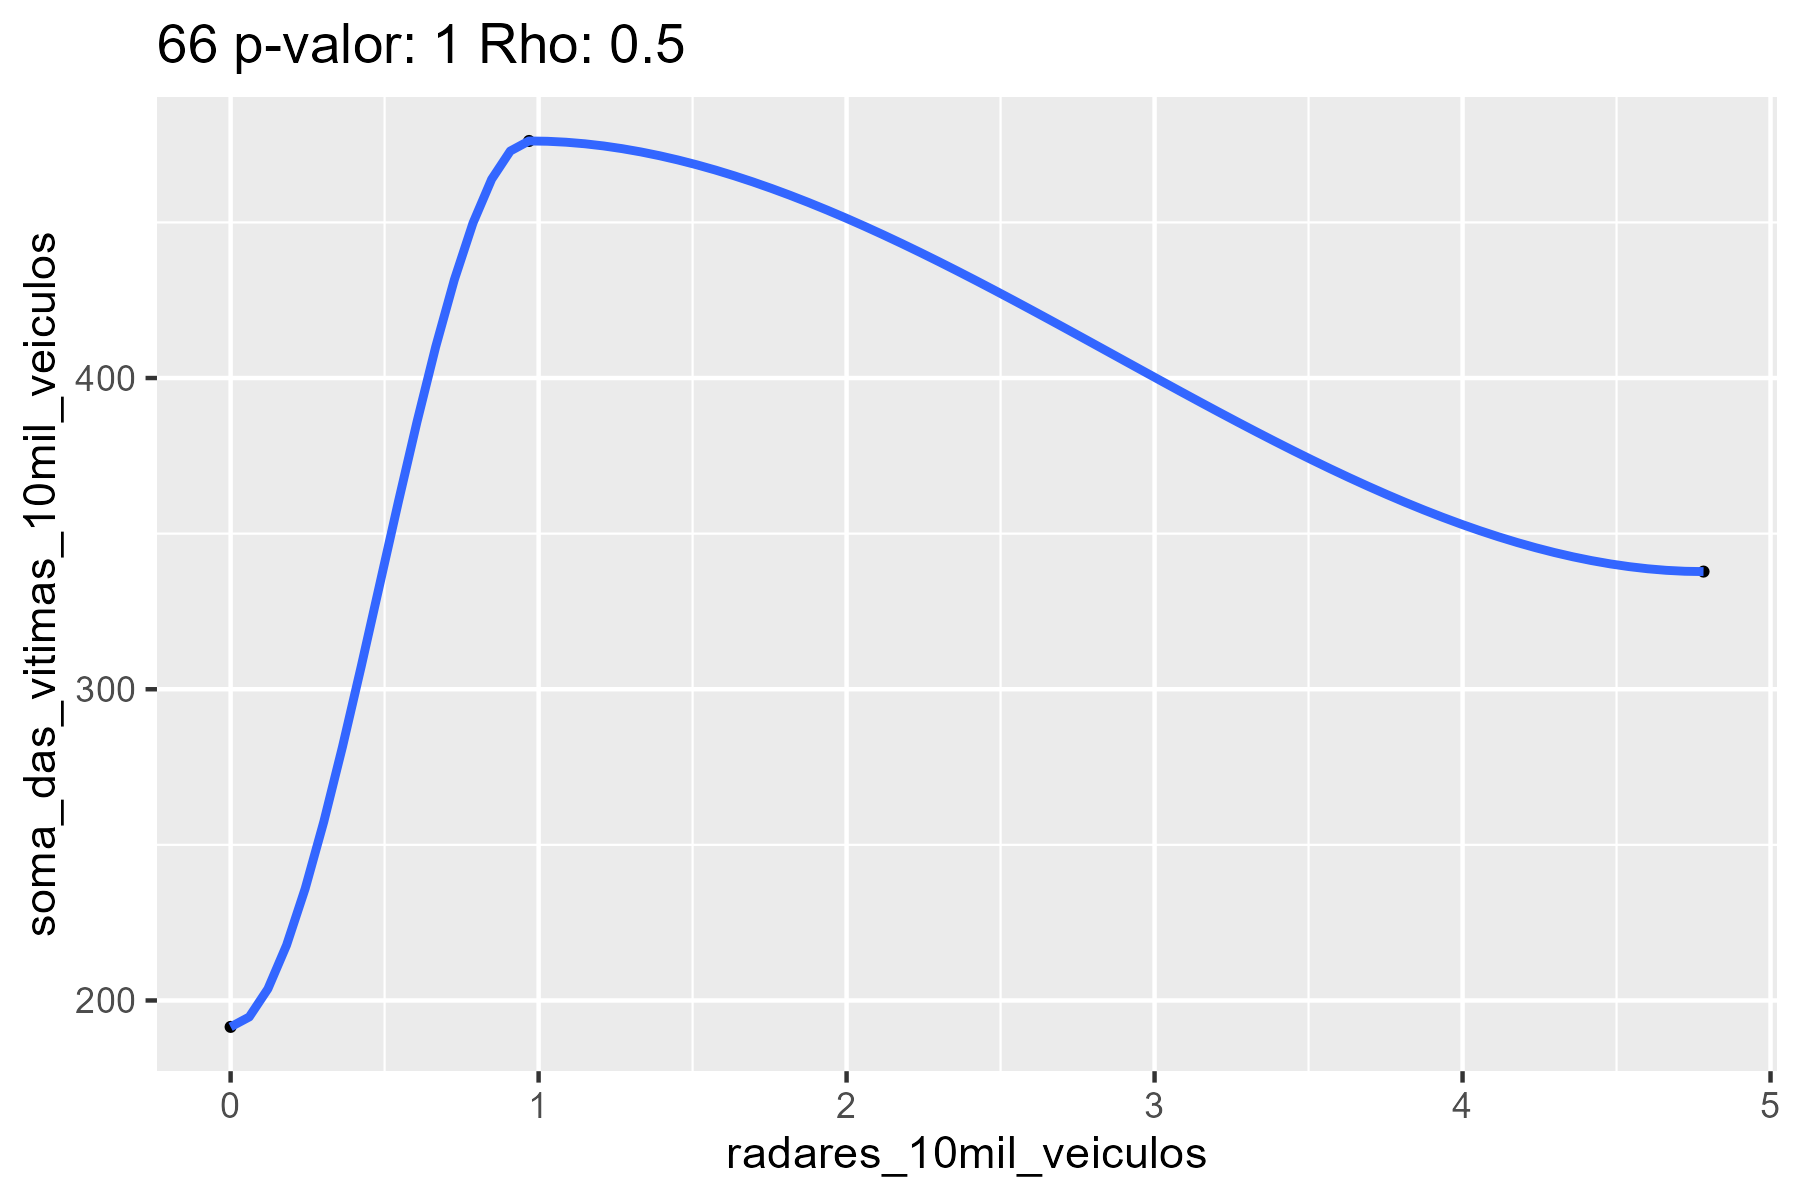 66 p-valor: 1 Rho: 0.5
soma_das_vitimas_10mil_veiculos
400
300
200
0 1 2 3 4 5
radares_10mil_veiculos